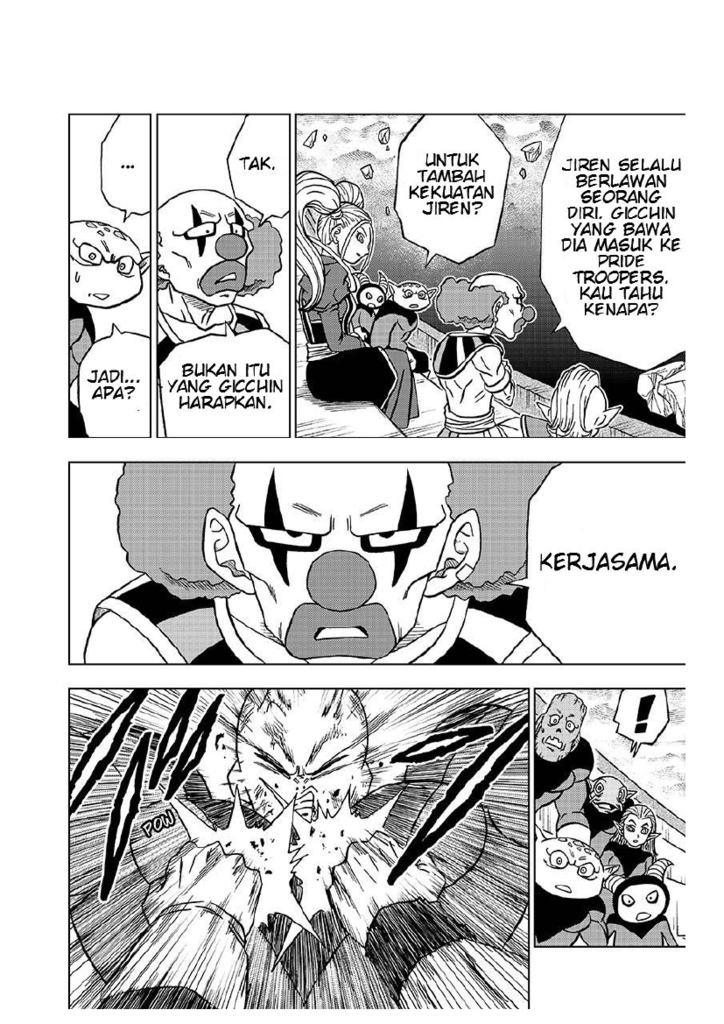 JIREN SELALU
BERLAWAN
SEORANG
DIRI. GICCHIN
YANG BAWA
DIA MASUK KE
PRIDE
TROOPERS.
KAU TAHU
KENAPA?
UNTUK
TAMBAH
KEKUATAN
JIREN?
TAK.
BUKAN ITU
YANG GICCHIN
HARAPKAN.
...
JADI...
APA?
KERJASAMA.
!
POW